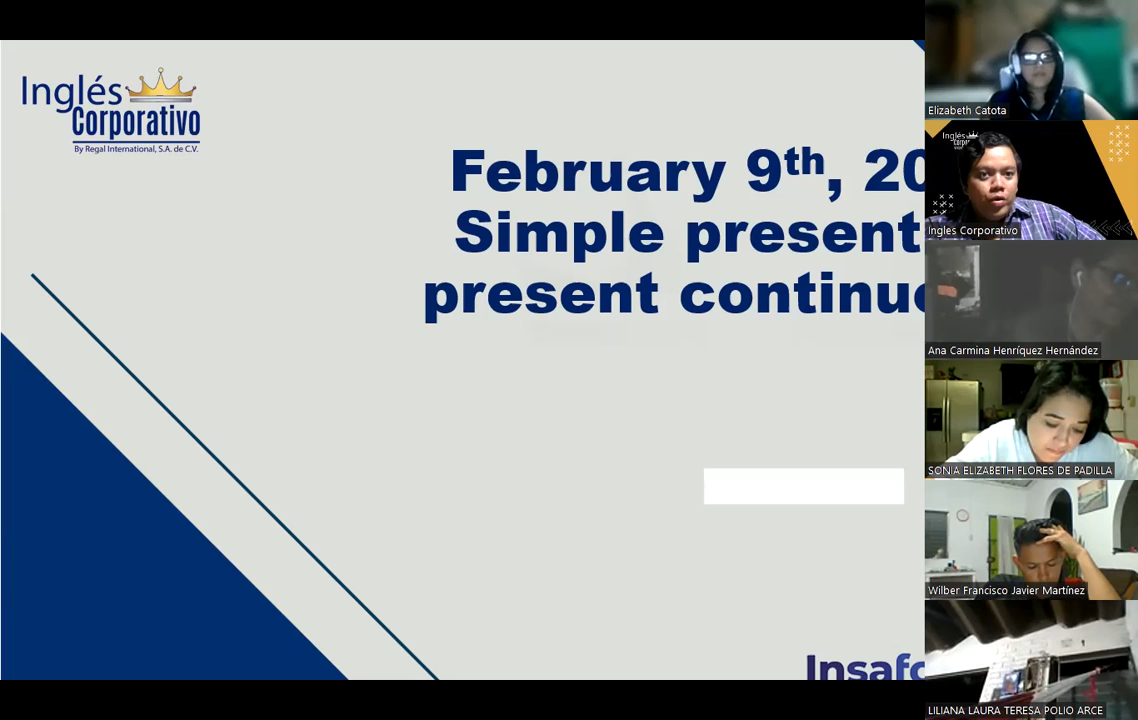 Inglés
Corporativo
By Regal International, S.A. de C.V.
February 9th, 20
Simple present
present continu
Insafo
Elizabeth Catota
Inglés
Ingles Corporativo
Ana Carmina Henríquez Hernández
SONIA ELIZABETH FLORES DE PADILLA
Wilber Francisco Javier Martínez
LILIANA LAURA TERESA POLIO ARCE